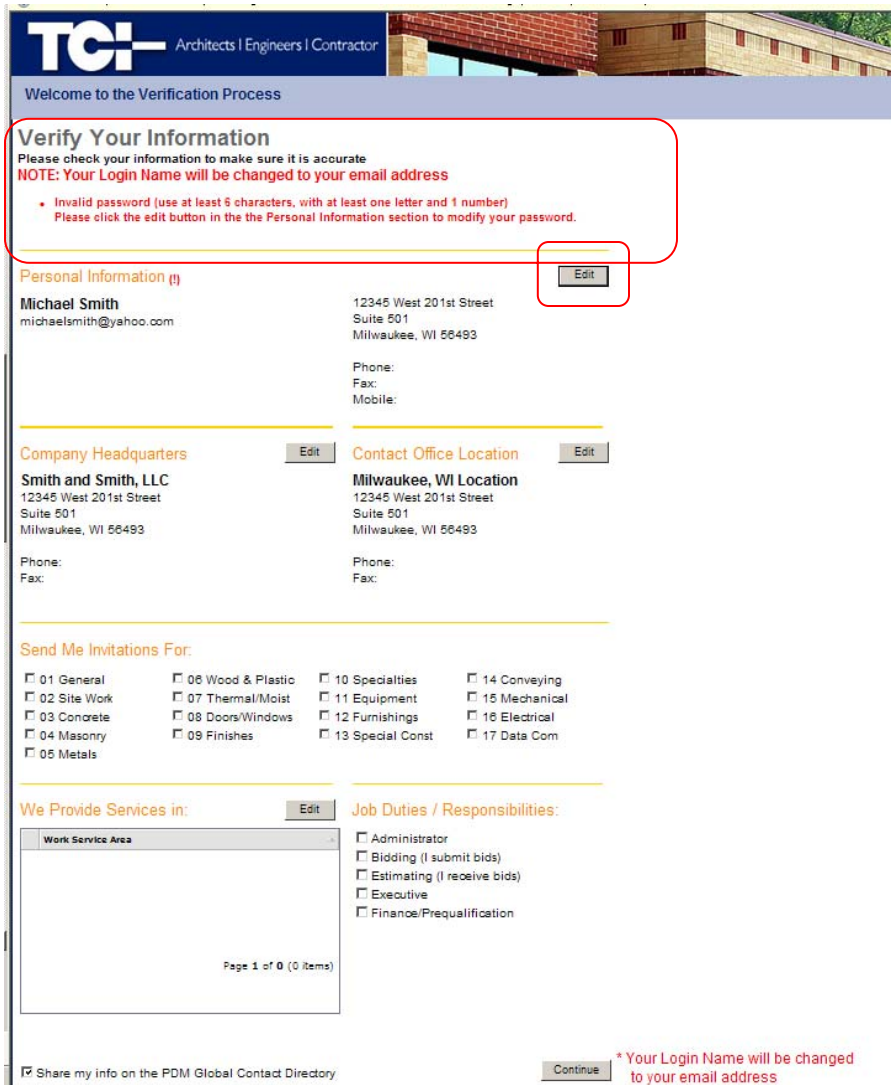 TCI
Architects | Engineers | Contractor
Welcome to the Verification Process
Verify Your Information
Please check your information to make sure it is accurate
NOTE: Your Login Name will be changed to your email address
• Invalid password (use at least 6 characters, with at least one letter and 1 number)
Please click the edit button in the the Personal Information section to modify your password.
Personal Information (!)
Edit
Michael Smith
michaelsmith@yahoo.com
12345 West 201st Street
Suite 501
Milwaukee, WI 56493
Phone:
Fax:
Mobile:
Company Headquarters
Edit
Smith and Smith, LLC
12345 West 201st Street
Suite 501
Milwaukee, WI 56493
Phone:
Fax:
Contact Office Location
Edit
Milwaukee, WI Location
12345 West 201st Street
Suite 501
Milwaukee, WI 56493
Phone:
Fax:
Send Me Invitations For:
01 General
02 Site Work
03 Concrete
04 Masonry
05 Metals
06 Wood & Plastic
07 Thermal/Moist
08 Doors/Windows
09 Finishes
10 Specialties
11 Equipment
12 Furnishings
13 Special Const
14 Conveying
15 Mechanical
16 Electrical
17 Data Com
We Provide Services in:
Edit
Work Service Area
Page 1 of 0 (0 items)
Job Duties / Responsibilities:
Administrator
Bidding (I submit bids)
Estimating (I receive bids)
Executive
Finance/Prequalification
Share my info on the PDM Global Contact Directory
Continue
* Your Login Name will be changed
to your email address